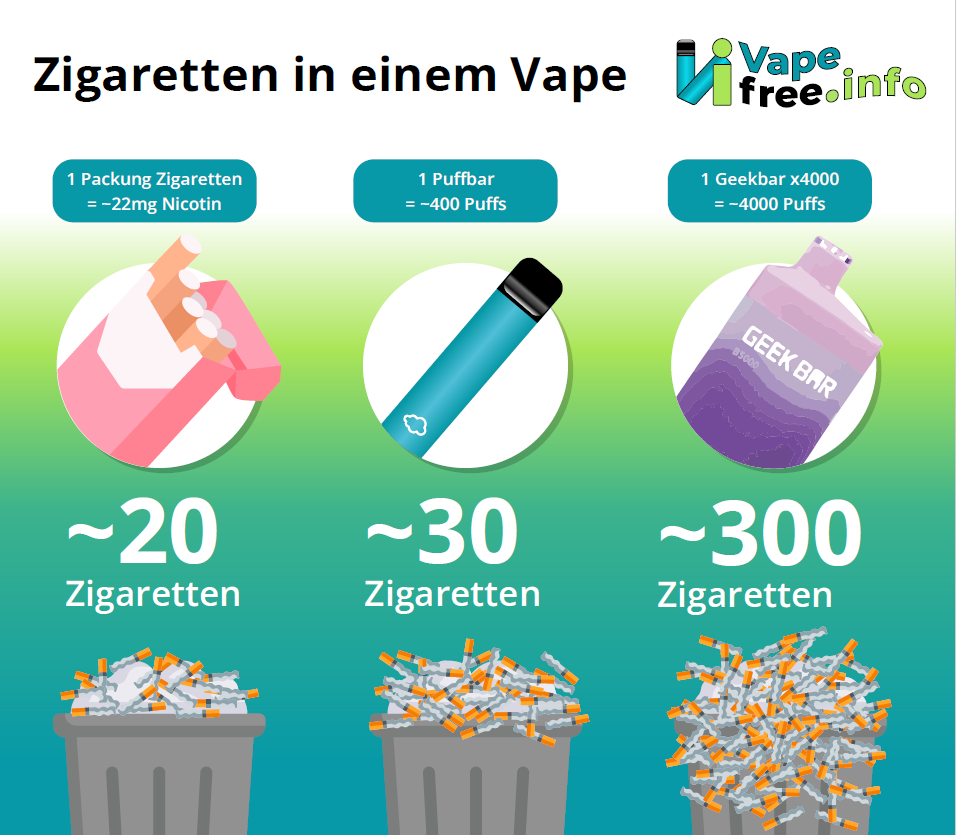 Zigaretten in einem Vape
Vape
free.info
1 Packung Zigaretten
= ~22mg Nicotin
1 Puffbar
= ~400 Puffs
1 Geekbar x4000
= ~4000 Puffs
GEEK BAR
B5000
~20
Zigaretten
~30
Zigaretten
~300
Zigaretten